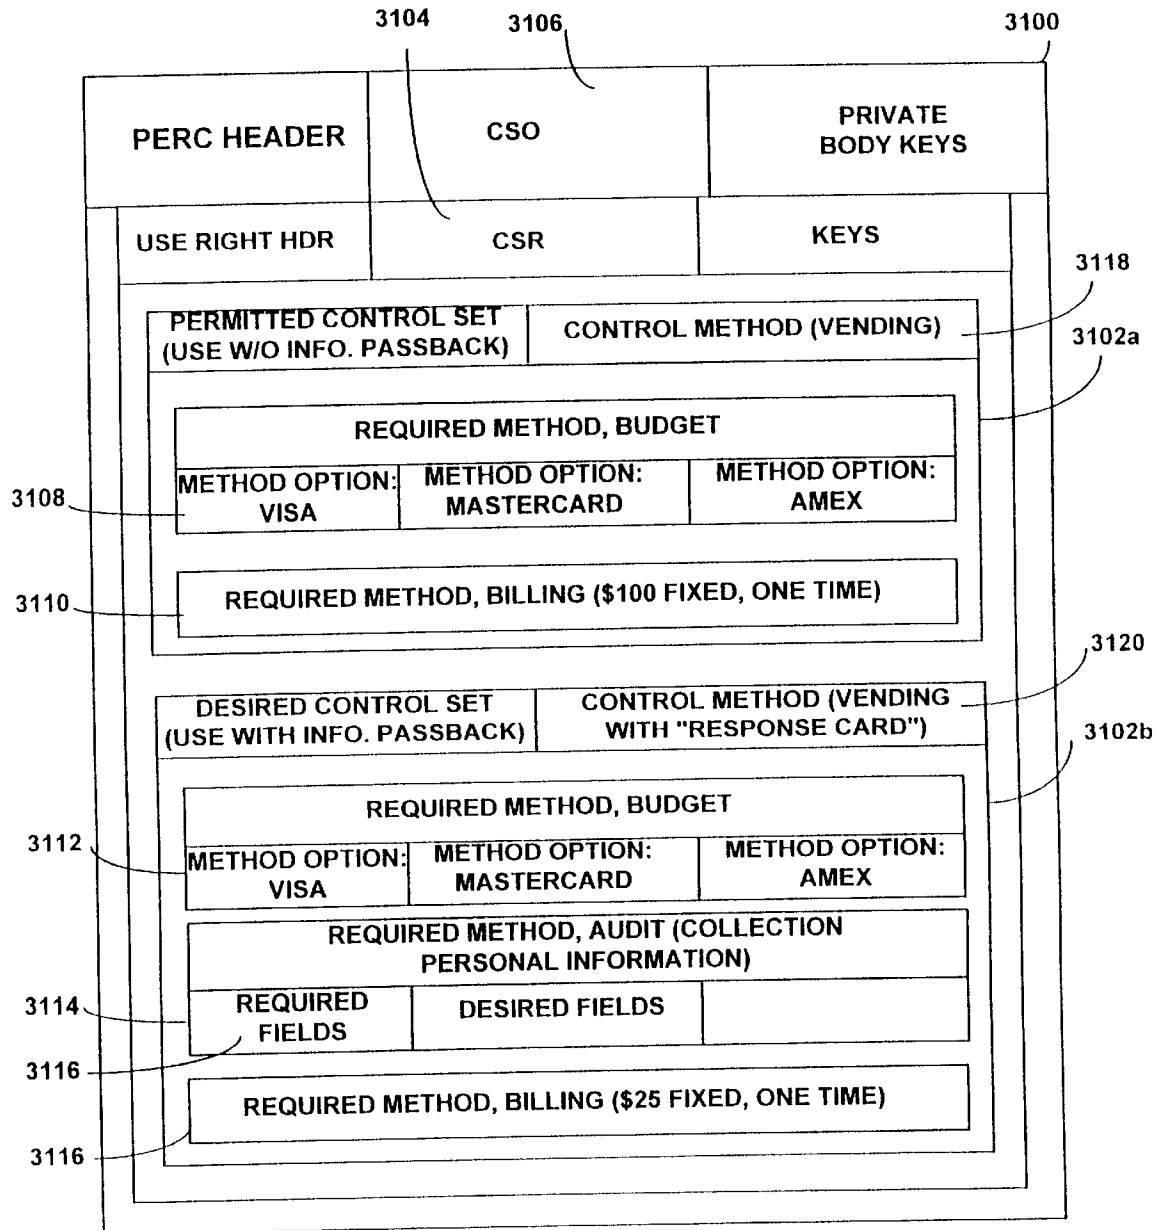 3104
3106
3100
PERC HEADER
CSO
PRIVATE
BODY KEYS
USE RIGHT HDR
CSR
KEYS
3118
PERMITTED CONTROL SET
(USE W/O INFO. PASSBACK)
CONTROL METHOD (VENDING)
3102a
REQUIRED METHOD, BUDGET
METHOD OPTION:
VISA
METHOD OPTION:
MASTERCARD
METHOD OPTION:
AMEX
3108
3110
REQUIRED METHOD, BILLING ($100 FIXED, ONE TIME)
3120
DESIRED CONTROL SET
(USE WITH INFO. PASSBACK)
CONTROL METHOD (VENDING
WITH "RESPONSE CARD")
3102b
REQUIRED METHOD, BUDGET
3112
METHOD OPTION:
VISA
METHOD OPTION:
MASTERCARD
METHOD OPTION:
AMEX
REQUIRED METHOD, AUDIT (COLLECTION
PERSONAL INFORMATION)
3114
REQUIRED
FIELDS
DESIRED FIELDS
3116
REQUIRED METHOD, BILLING ($25 FIXED, ONE TIME)
3116